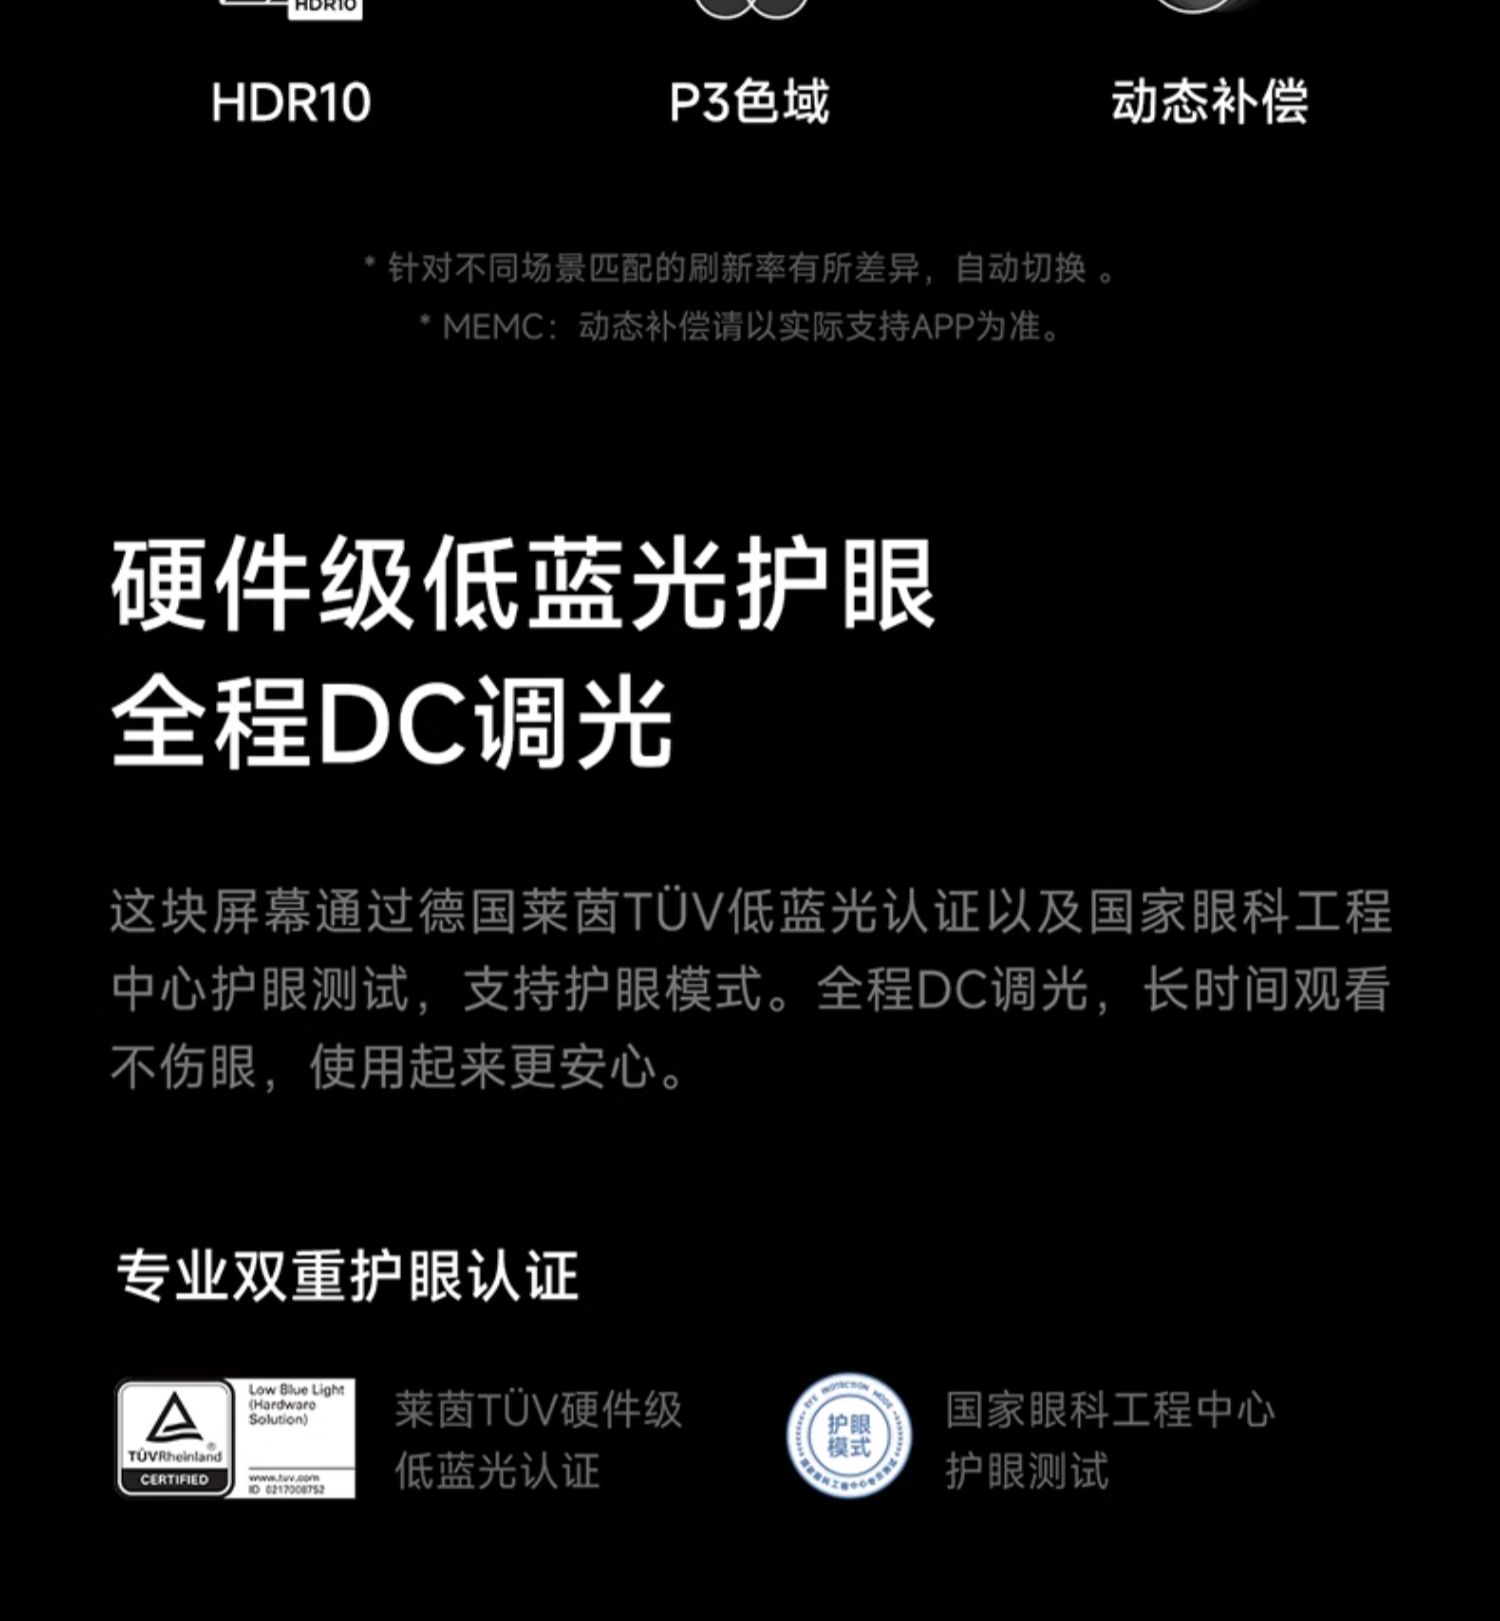 HDR10
HDR10
P3色域
动态补偿
* 针对不同场景匹配的刷新率有所差异，自动切换 。
* MEMC：动态补偿请以实际支持APP为准。
硬件级低蓝光护眼
全程DC调光
这块屏幕通过德国莱茵TÜV低蓝光认证以及国家眼科工程
中心护眼测试，支持护眼模式。全程DC调光，长时间观看
不伤眼，使用起来更安心。
专业双重护眼认证
TÜVRheinland®
CERTIFIED
Low Blue Light
(Hardware
Solution)
www.tuv.com
ID 0217008752
莱茵TÜV硬件级
低蓝光认证
EYE PROTECTION MODE
护眼
模式
国家眼科工程中心
护眼测试